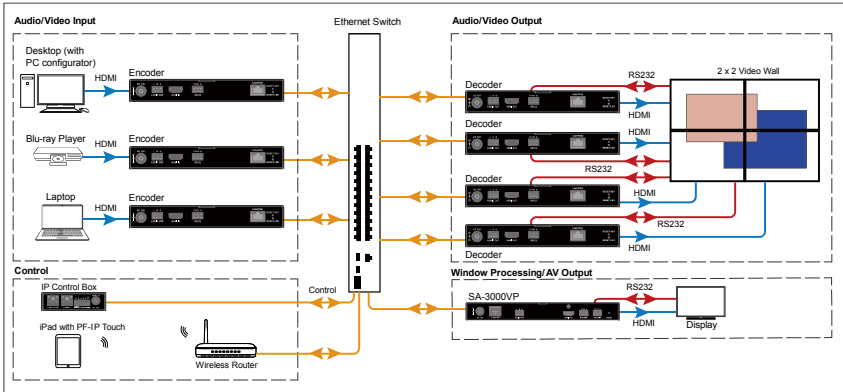 Audio/Video Input
Ethernet Switch
Audio/Video Output
Desktop (with
PC configurator)
HDMI
Encoder
Blu-ray Player
HDMI
Encoder
Laptop
HDMI
Encoder
Decoder
RS232
HDMI
2 x 2 Video Wall
Decoder
HDMI
RS232
Decoder
HDMI
RS232
HDMI
Decoder
Control
IP Control Box
Control
iPad with PF-IP Touch
Wireless Router
Window Processing/AV Output
SA-3000VP
RS232
HDMI
Display